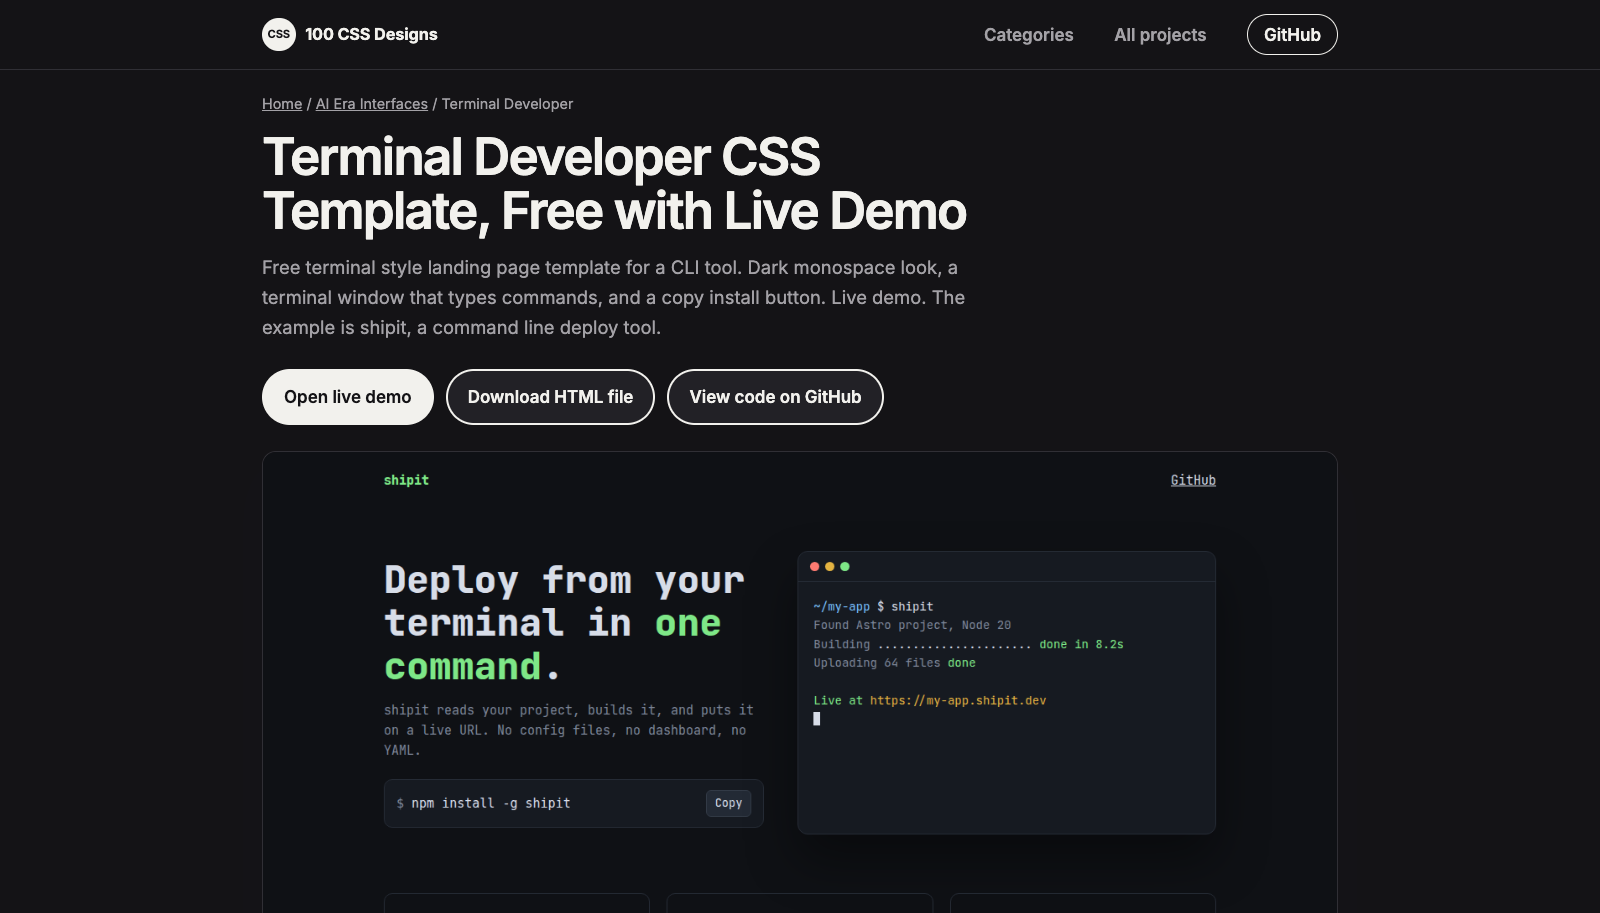 CSS 100 CSS Designs
Categories
All projects
GitHub
Home / AI Era Interfaces / Terminal Developer
Terminal Developer CSS
Template, Free with Live Demo
Free terminal style landing page template for a CLI tool. Dark monospace look, a
terminal window that types commands, and a copy install button. Live demo. The
example is shipit, a command line deploy tool.
Open live demo
Download HTML file
View code on GitHub
shipit
GitHub
Deploy from your
terminal in one
command.
shipit reads your project, builds it, and puts it
on a live URL. No config files, no dashboard, no
YAML.
$ npm install -g shipit
Copy
~/my-app $ shipit
Found Astro project, Node 20
Building ...................... done in 8.2s
Uploading 64 files done
Live at https://my-app.shipit.dev